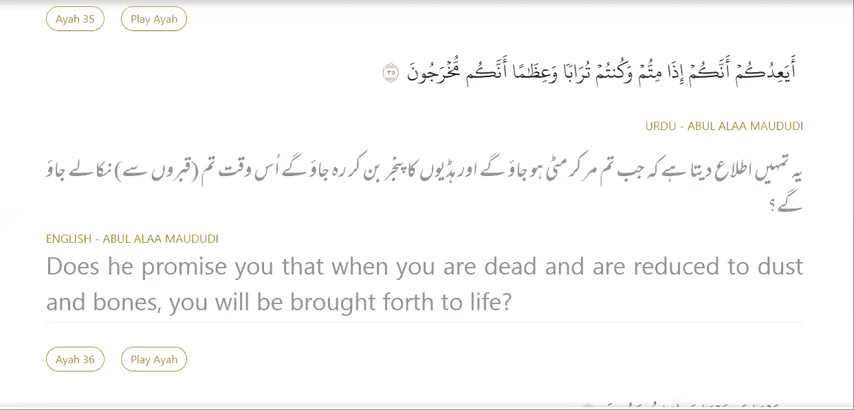 Ayah 35 Play Ayah
أَيَعِدُكُمۡ أَنَّكُمۡ إِذَا مِتُّمۡ وَكُنتُمۡ تُرَابٗا وَعِظَٰمًا أَنَّكُم مُّخۡرَجُونَ ٣٥
URDU - ABUL ALAA MAUDUDI
یہ تمہیں اطلاع دیتا ہے کہ جب تم مر کر مٹی ہو جاؤ گے اور ہڈیوں کا پنجر بن کر رہ جاؤ گے اُس وقت تم (قبروں سے) نکالے جاؤ
گے؟
ENGLISH - ABUL ALAA MAUDUDI
Does he promise you that when you are dead and are reduced to dust
and bones, you will be brought forth to life?
Ayah 36 Play Ayah